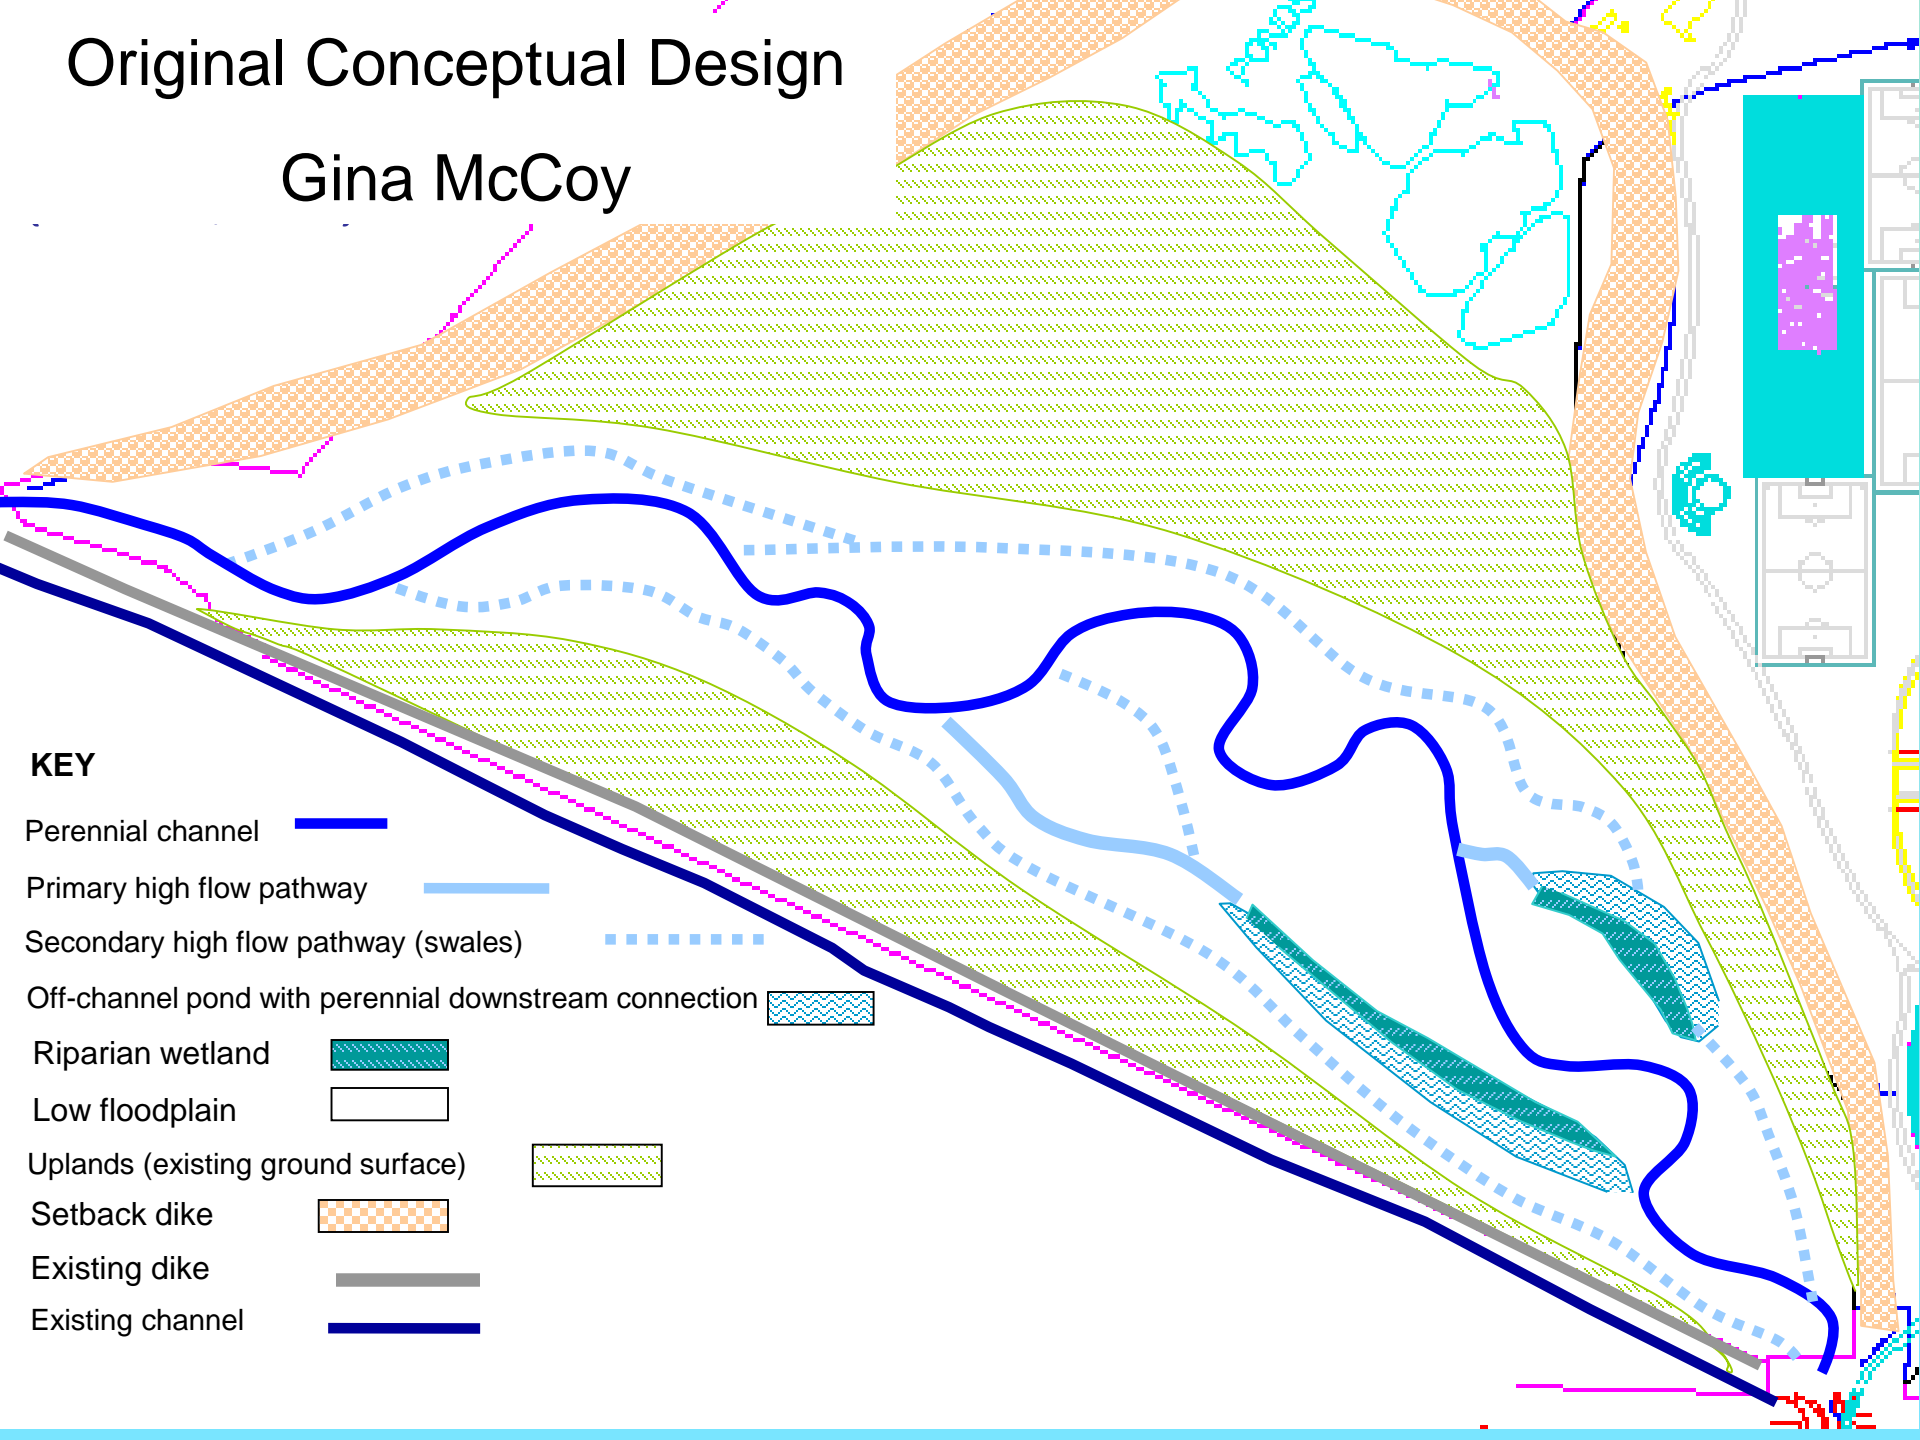 Original Conceptual Design
Gina McCoy
KEY
Perennial channel
Primary high flow pathway
Secondary high flow pathway (swales)
Off-channel pond with perennial downstream connection
Riparian wetland
Low floodplain
Uplands (existing ground surface)
Setback dike
Existing dike
Existing channel